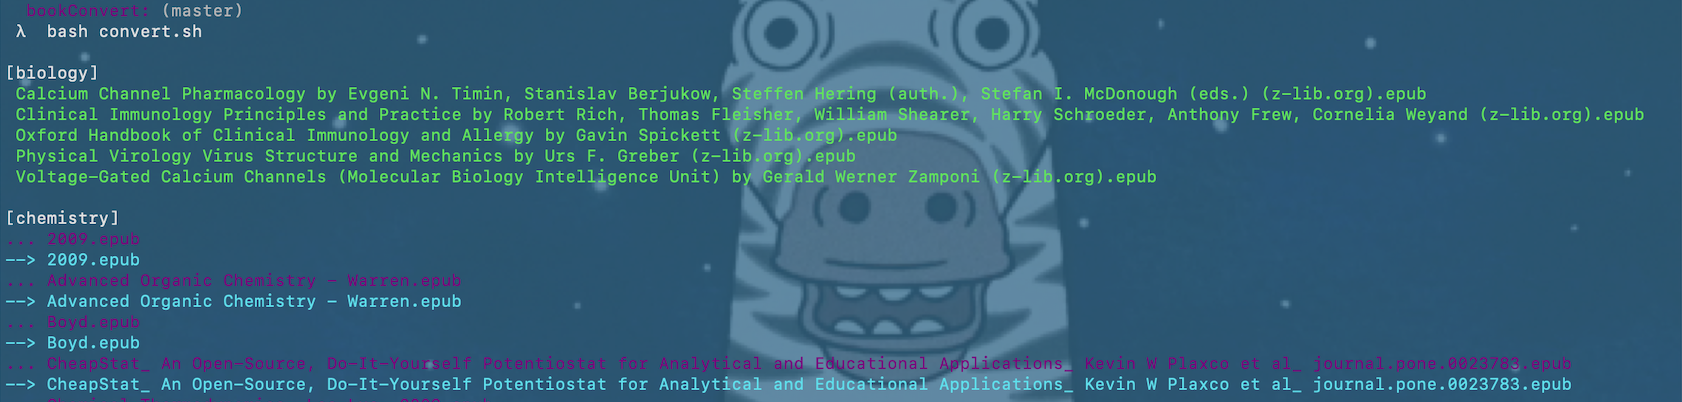 bookConvert: (master)
λ bash convert.sh
[biology]
Calcium Channel Pharmacology by Evgeni N. Timin, Stanislav Berjukow, Steffen Hering (auth.), Stefan I. McDonough (eds.) (z-lib.org).epub
Clinical Immunology Principles and Practice by Robert Rich, Thomas Fleisher, William Shearer, Harry Schroeder, Anthony Frew, Cornelia Weyand (z-lib.org).epub
Oxford Handbook of Clinical Immunology and Allergy by Gavin Spickett (z-lib.org).epub
Physical Virology Virus Structure and Mechanics by Urs F. Greber (z-lib.org).epub
Voltage-Gated Calcium Channels (Molecular Biology Intelligence Unit) by Gerald Werner Zamponi (z-lib.org).epub
[chemistry]
... 2009.epub
--> 2009.epub
... Advanced Organic Chemistry - Warren.epub
--> Advanced Organic Chemistry - Warren.epub
... Boyd.epub
--> Boyd.epub
... CheapStat_ An Open-Source, Do-It-Yourself Potentiostat for Analytical and Educational Applications_ Kevin W Plaxco et al_ journal.pone.0023783.epub
--> CheapStat_ An Open-Source, Do-It-Yourself Potentiostat for Analytical and Educational Applications_ Kevin W Plaxco et al_ journal.pone.0023783.epub